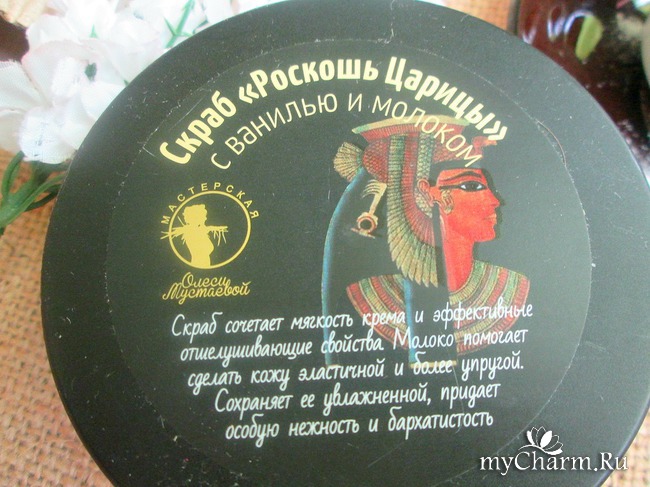 Скраб «Роскошь Царицы»
с ванилью и молоком
МАСТЕРСКАЯ
Олеси
Мустаевой
Скраб сочетает мягкость крема и эффективные
отшелушивающие свойства. Молоко помогает
сделать кожу эластичной и более упругой.
Сохраняет ее увлажненной, придает
особую нежность и бархатистость
myCharm.Ru